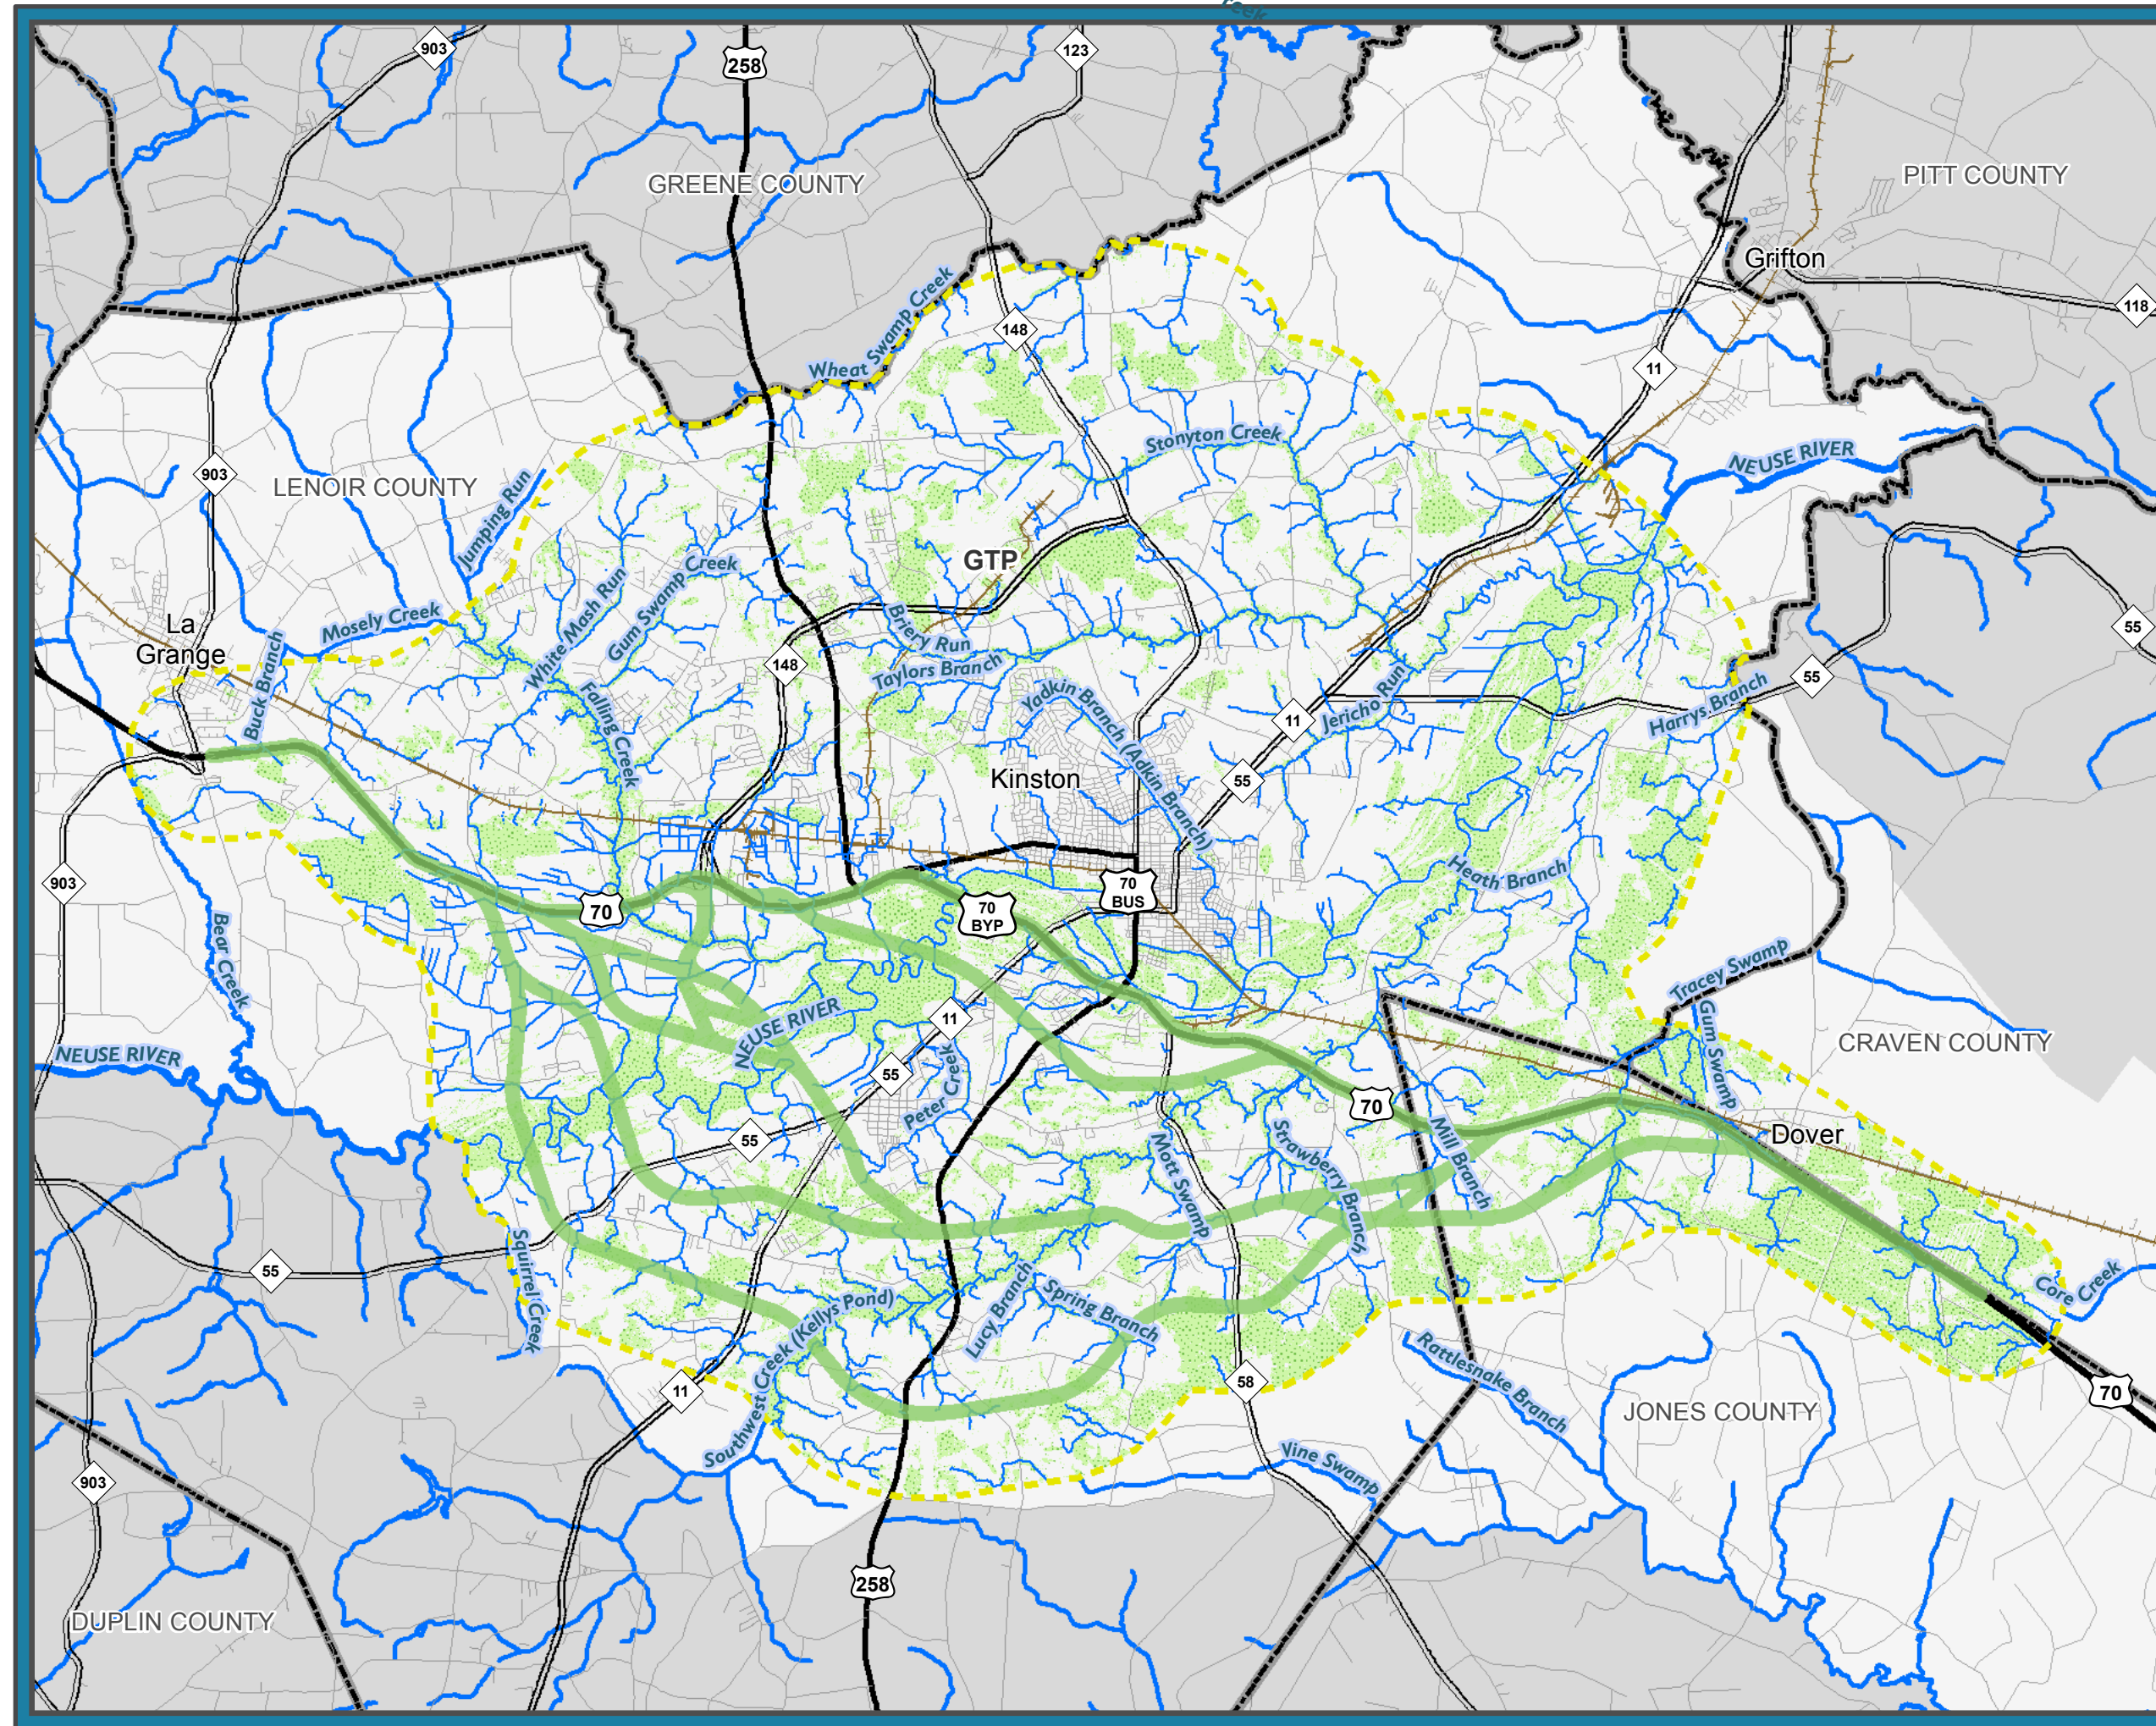 reek
903
258
123
GREENE COUNTY
PITT COUNTY
Grifton
118
Wheat Swamp Creek
148
11
Stonyton Creek
NEUSE RIVER
903
LENOIR COUNTY
Jumping Run
GTP
La
Grange
Buck Branch
Mosely Creek
White Mash Run
Gum Swamp Creek
Falling Creek
148
Briery Run
Taylors Branch
Yadkin Branch (Adkin Branch)
55
55
11
Jericho Run
Harrys Branch
Kinston
55
903
Heath Branch
70
70
BYP
70
BUS
Bear Creek
Tracey Swamp
Gum Swamp
NEUSE RIVER
NEUSE RIVER
11
55
Peter Creek
CRAVEN COUNTY
70
55
Mott Swamp
Strawberry Branch
Mill Branch
Dover
55
Squirrel Creek
Southwest Creek (Kellys Pond)
Lucy Branch
Spring Branch
Core Creek
11
58
Rattlesnake Branch
70
JONES COUNTY
Vine Swamp
903
258
DUPLIN COUNTY